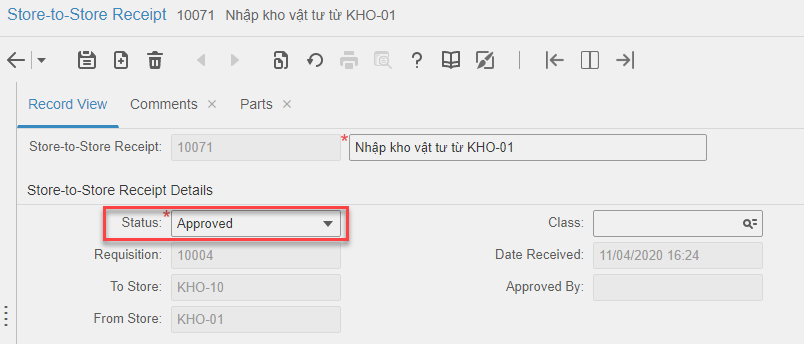 Store-to-Store Receipt 10071 Nhập kho vật tư từ KHO-01
Record View Comments × Parts ×
Store-to-Store Receipt: 10071 * Nhập kho vật tư từ KHO-01
Store-to-Store Receipt Details
Status: * Approved Class:
Requisition: 10004 Date Received: 11/04/2020 16:24
To Store: KHO-10 Approved By:
From Store: KHO-01